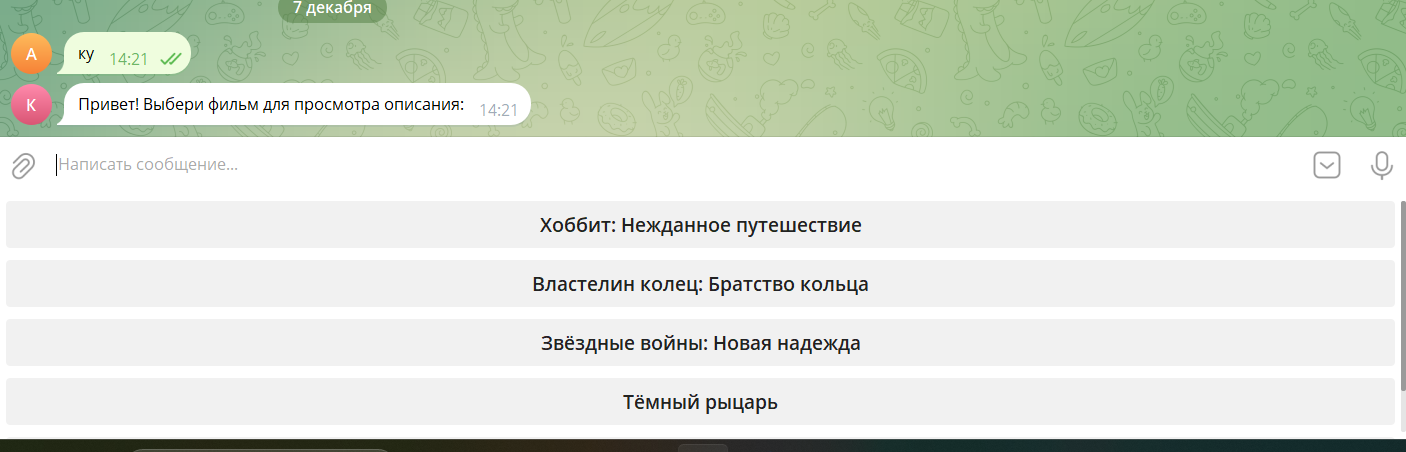 7 декабря
А
ку 14:21
К
Привет! Выбери фильм для просмотра описания: 14:21
Написать сообщение...
Хоббит: Нежданное путешествие
Властелин колец: Братство кольца
Звёздные войны: Новая надежда
Тёмный рыцарь